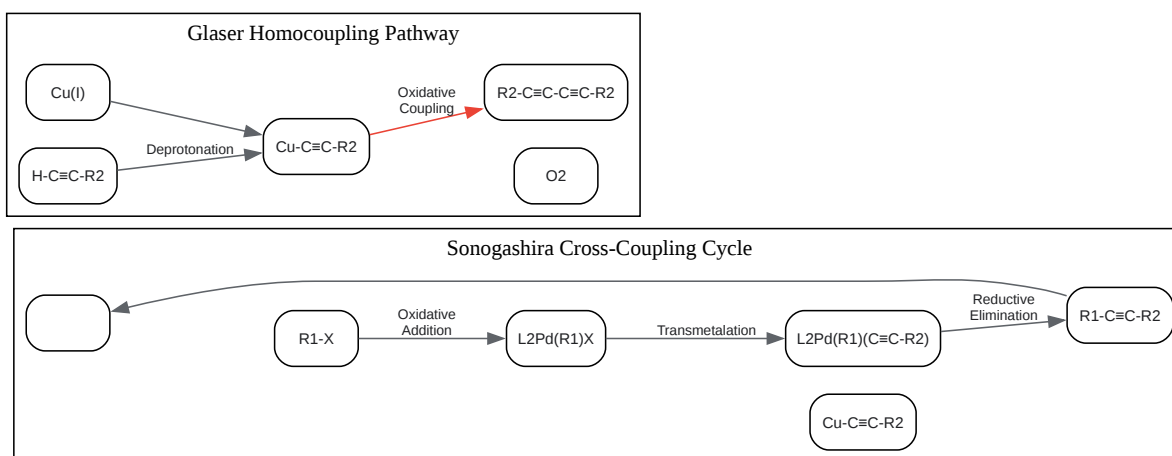 Glaser Homocoupling Pathway
Cu(I)
H-C≡C-R2
Deprotonation
Cu-C≡C-R2
Oxidative
Coupling
R2-C≡C-C≡C-R2
O2
Sonogashira Cross-Coupling Cycle
R1-X
Oxidative
Addition
L2Pd(R1)X
Transmetalation
L2Pd(R1)(C≡C-R2)
Reductive
Elimination
R1-C≡C-R2
Cu-C≡C-R2